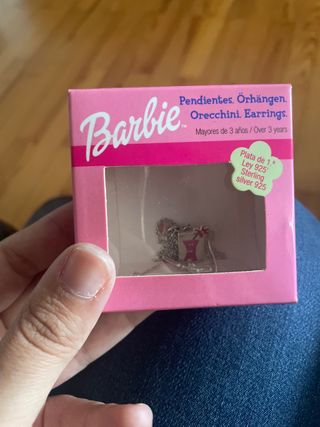 Barbie™
Pendientes. Örhängen.
Orecchini. Earrings.
Mayores de 3 años / Over 3 years
Plata de 1ª
Ley 925'
Sterling
silver 925